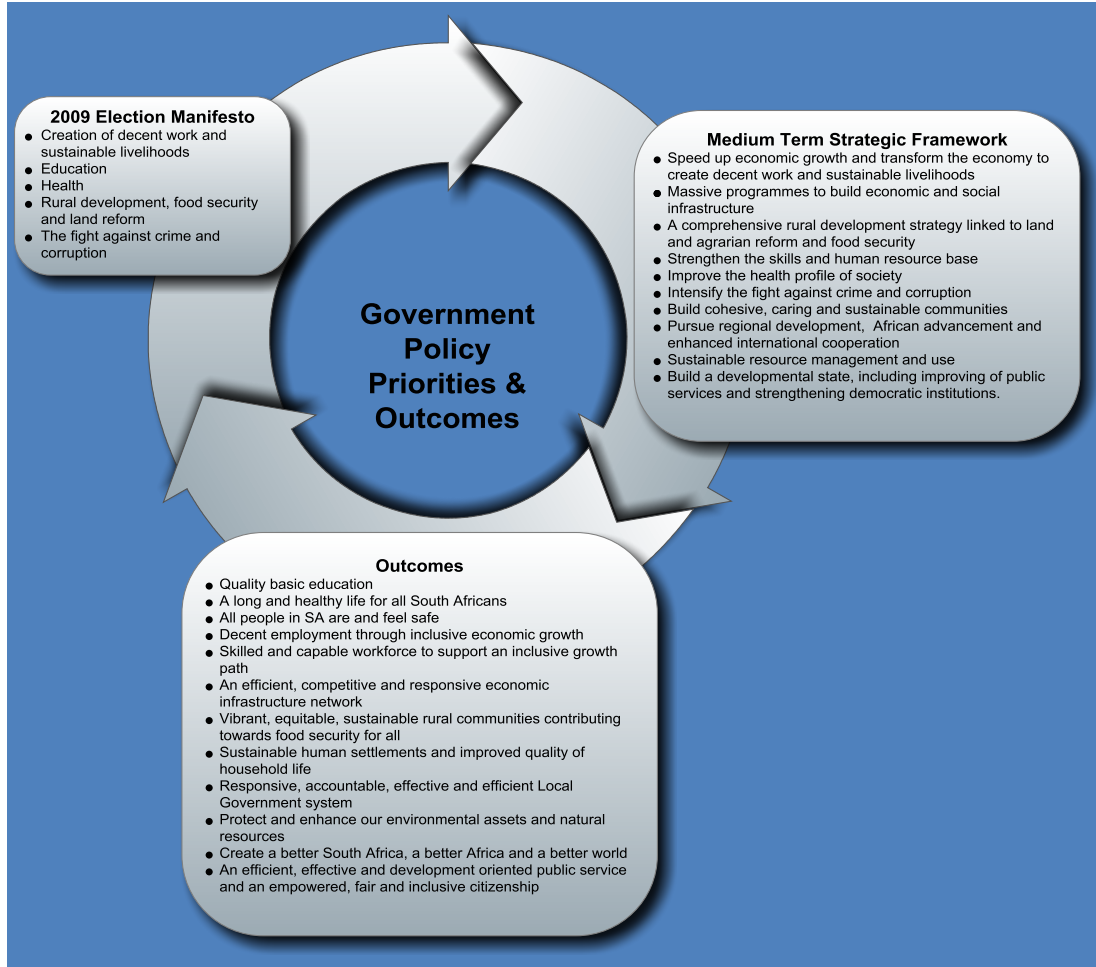 2009 Election Manifesto
● Creation of decent work and
sustainable livelihoods
● Education
● Health
● Rural development, food security
and land reform
● The fight against crime and
corruption
Medium Term Strategic Framework
● Speed up economic growth and transform the economy to
create decent work and sustainable livelihoods
● Massive programmes to build economic and social
infrastructure
● A comprehensive rural development strategy linked to land
and agrarian reform and food security
● Strengthen the skills and human resource base
● Improve the health profile of society
● Intensify the fight against crime and corruption
● Build cohesive, caring and sustainable communities
● Pursue regional development, African advancement and
enhanced international cooperation
● Sustainable resource management and use
● Build a developmental state, including improving of public
services and strengthening democratic institutions.
Government
Policy
Priorities &
Outcomes
Outcomes
● Quality basic education
● A long and healthy life for all South Africans
● All people in SA are and feel safe
● Decent employment through inclusive economic growth
● Skilled and capable workforce to support an inclusive growth
path
● An efficient, competitive and responsive economic
infrastructure network
● Vibrant, equitable, sustainable rural communities contributing
towards food security for all
● Sustainable human settlements and improved quality of
household life
● Responsive, accountable, effective and efficient Local
Government system
● Protect and enhance our environmental assets and natural
resources
● Create a better South Africa, a better Africa and a better world
● An efficient, effective and development oriented public service
and an empowered, fair and inclusive citizenship